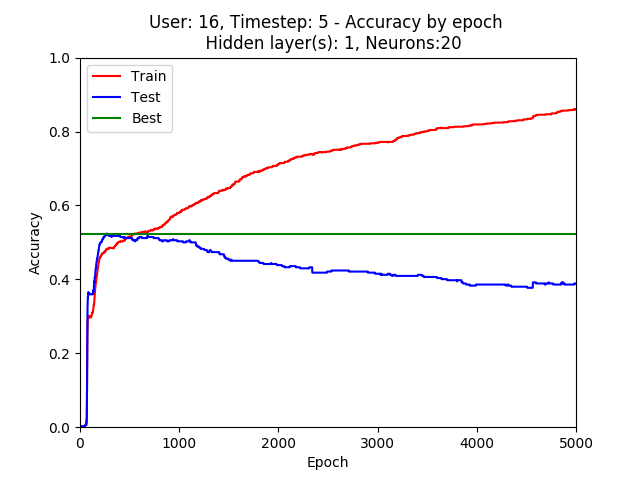 User: 16, Timestep: 5 - Accuracy by epoch
Hidden layer(s): 1, Neurons:20
1.0
0.8
0.6
0.4
0.2
0.0
Accuracy
Train
Test
Best
0 1000 2000 3000 4000 5000
Epoch